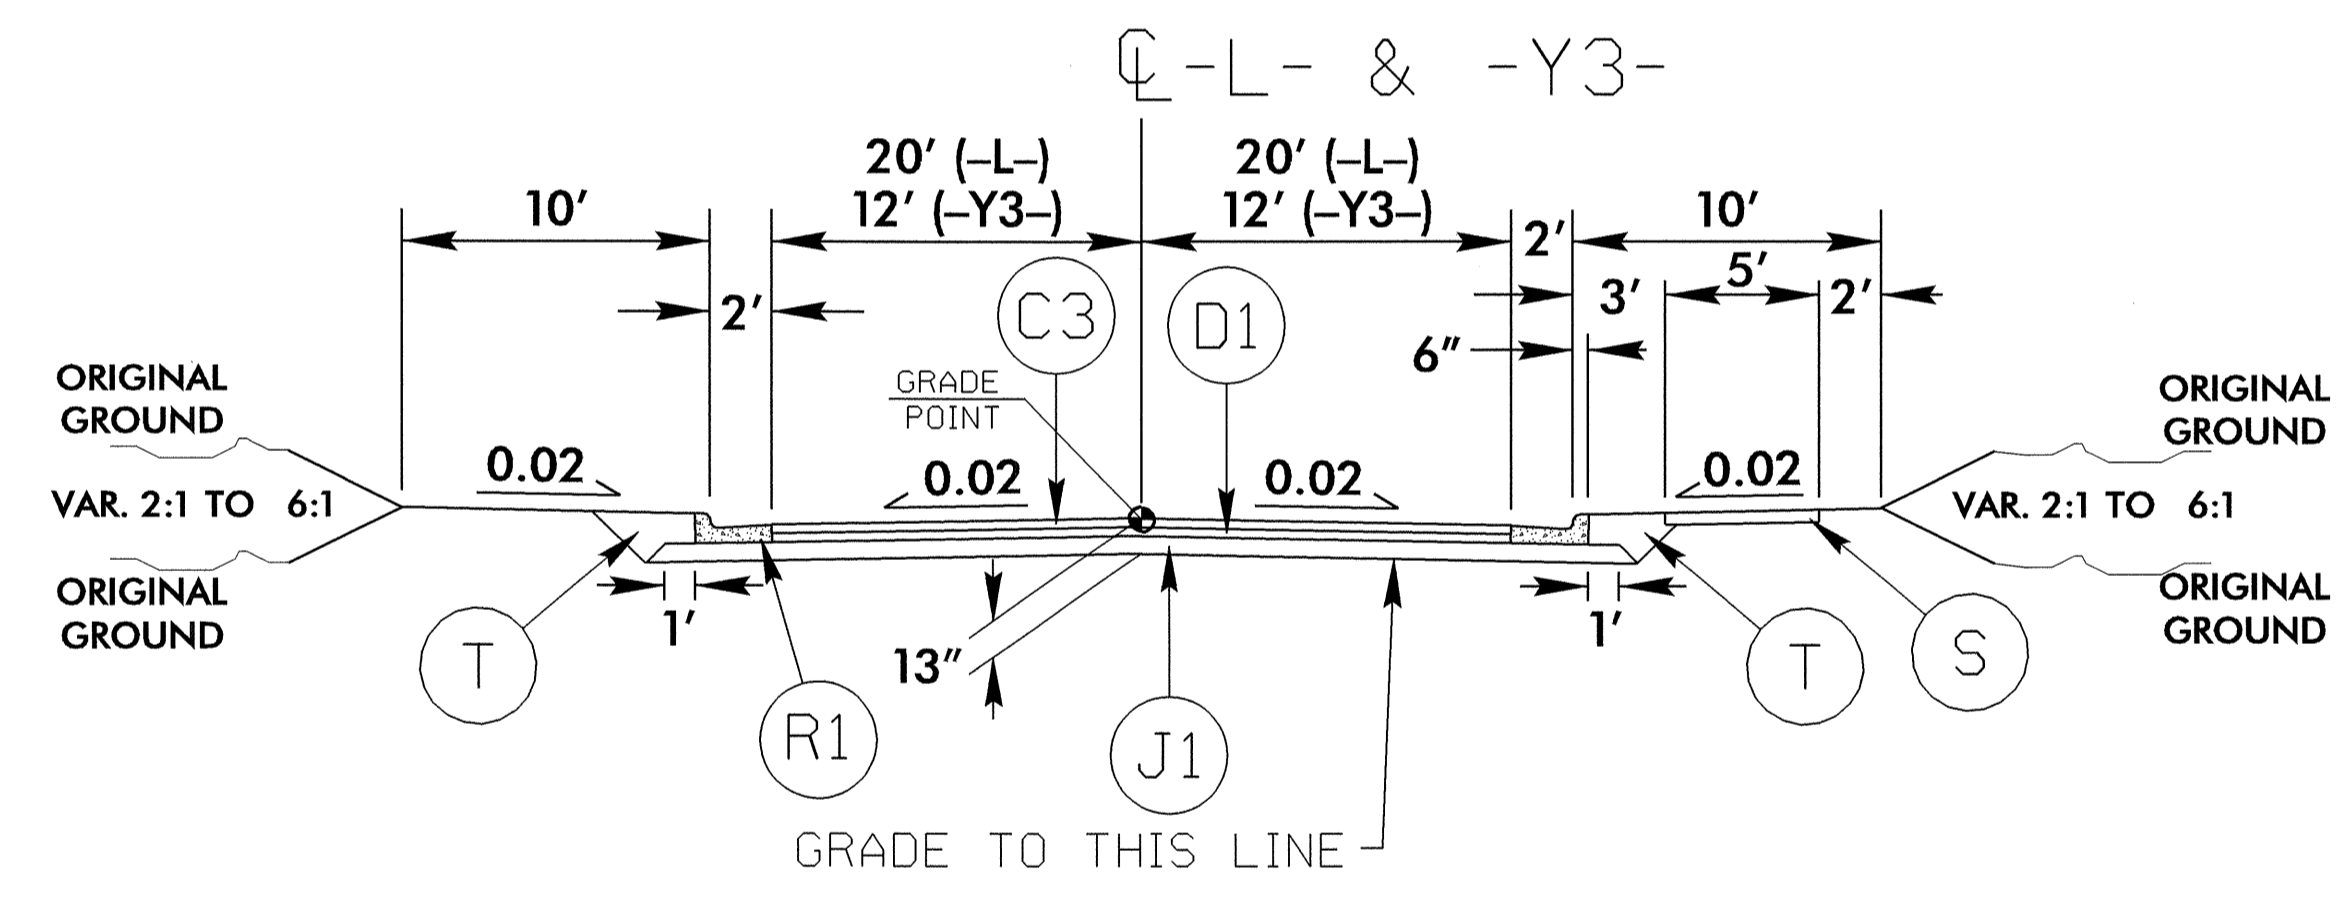 ℄ -L- & -Y3-
20' (–L–)
20' (–L–)
10'
12' (–Y3–)
12' (–Y3–)
2'
10'
2'
3'
5'
2'
6"
C3
D1
GRADE
POINT
ORIGINAL
GROUND
ORIGINAL
GROUND
0.02
0.02
0.02
0.02
VAR. 2:1 TO 6:1
VAR. 2:1 TO 6:1
ORIGINAL
GROUND
ORIGINAL
GROUND
1'
1'
13"
T
R1
J1
T
S
GRADE TO THIS LINE